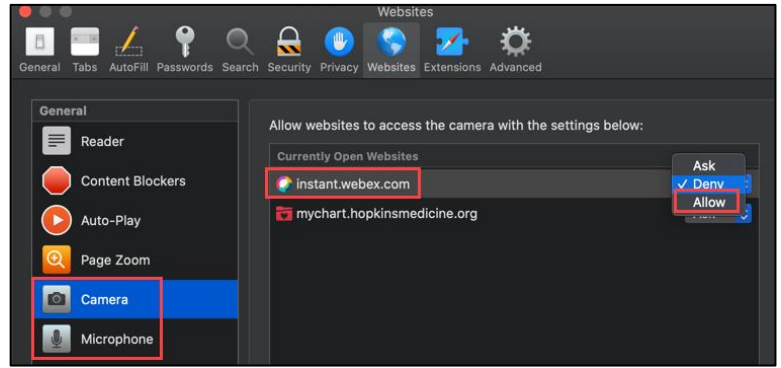 Websites
General Tabs AutoFill Passwords Search Security Privacy Websites Extensions Advanced
General
Reader
Content Blockers
Auto-Play
Page Zoom
Camera
Microphone
Allow websites to access the camera with the settings below:
Currently Open Websites
instant.webex.com
mychart.hopkinsmedicine.org
Ask
✓ Deny
Allow